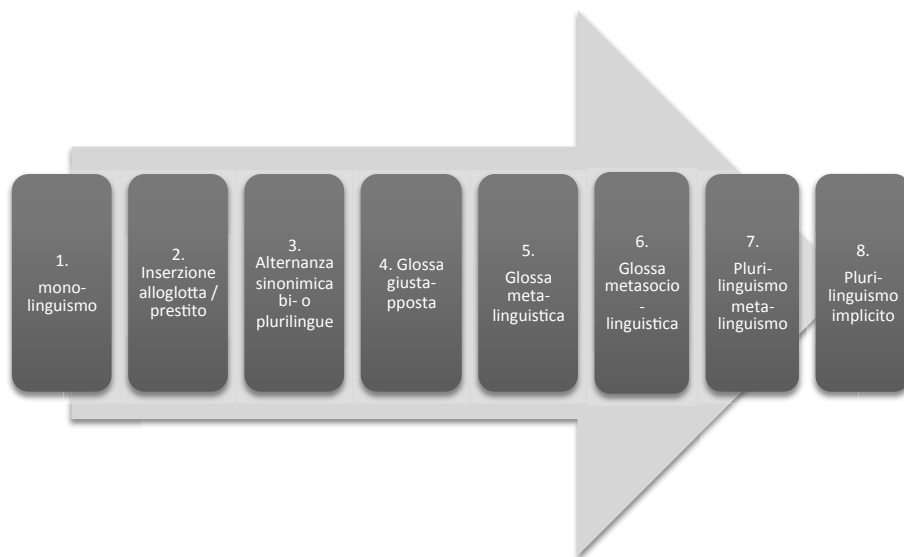 1.
mono-
linguismo
2.
Inserzione
alloglotta /
prestito
3.
Alternanza
sinonimica
bi- o
plurilingue
4. Glossa
giusta-
pposta
5.
Glossa
meta-
linguistica
6.
Glossa
metasocio
-
linguistica
7.
Pluri-
linguismo
meta-
linguismo
8.
Pluri-
linguismo
implicito